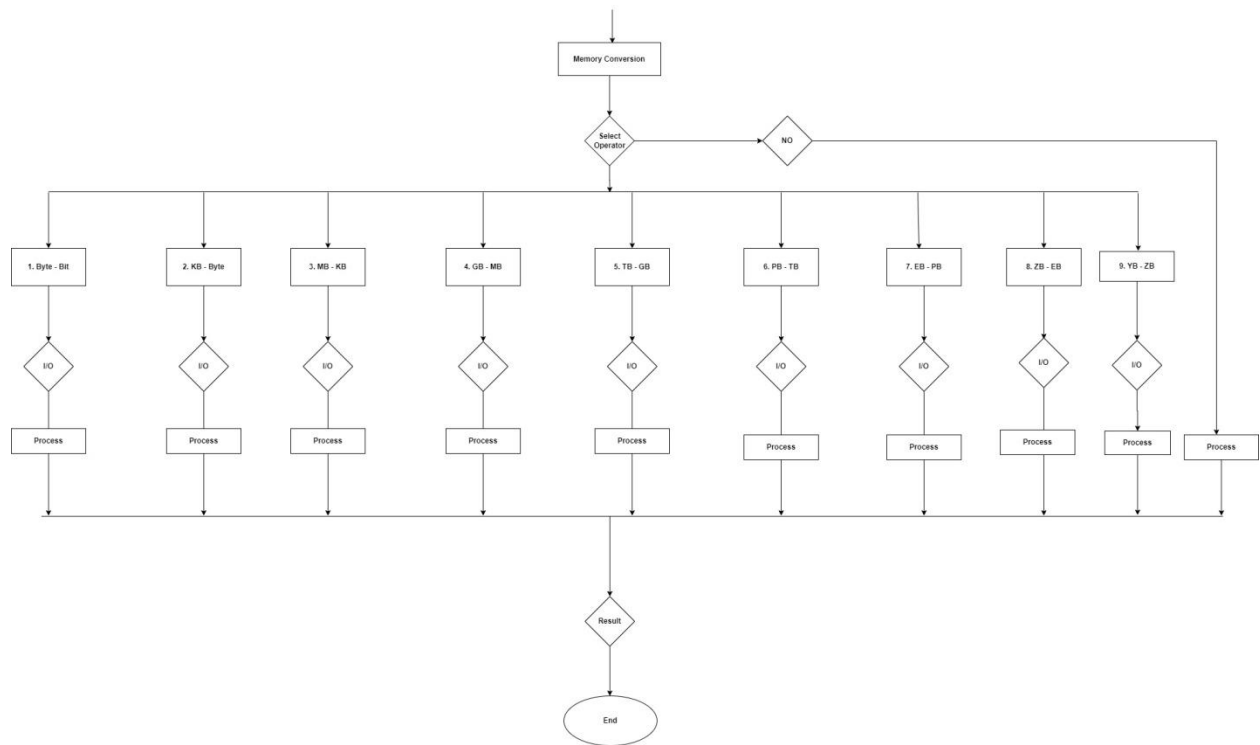 Memory Conversion
Select
Operator
NO
1. Byte - Bit
2. KB - Byte
3. MB - KB
4. GB - MB
5. TB - GB
6. PB - TB
7. EB - PB
8. ZB - EB
9. YB - ZB
I/O
I/O
I/O
I/O
I/O
I/O
I/O
I/O
I/O
Process
Process
Process
Process
Process
Process
Process
Process
Process
Process
Result
End